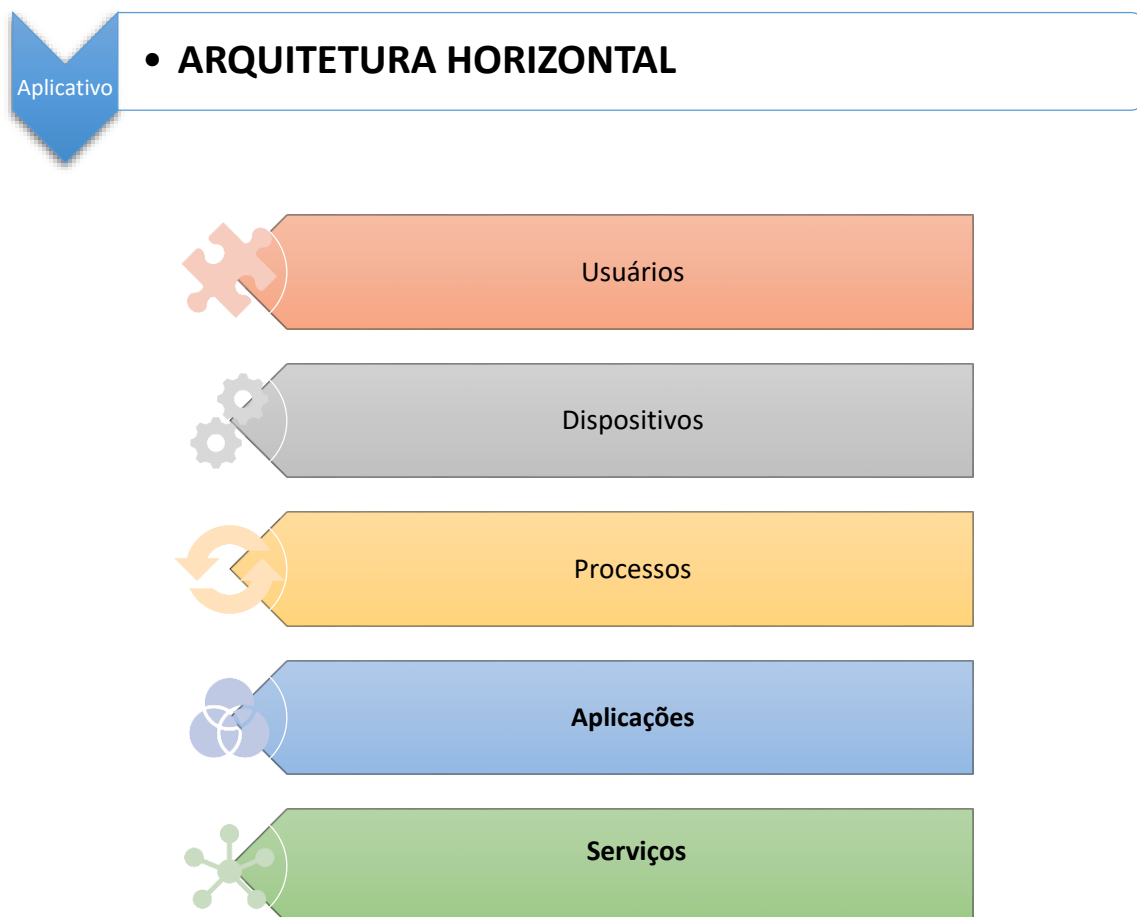 Aplicativo
• ARQUITETURA HORIZONTAL
Usuários
Dispositivos
Processos
Aplicações
Serviços